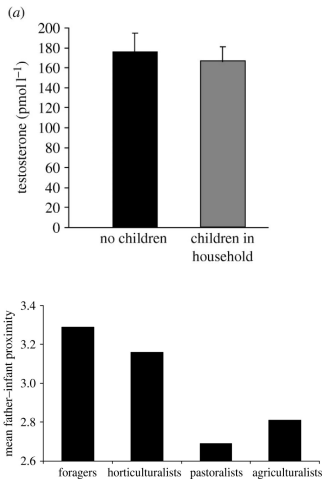 (a)
200
180
160
140
120
100
80
60
40
20
0
testosterone (pmol l⁻¹)
no children
children in
household
3.4
3.2
3.0
2.8
2.6
mean father–infant proximity
foragers
horticulturalists
pastoralists
agriculturalists